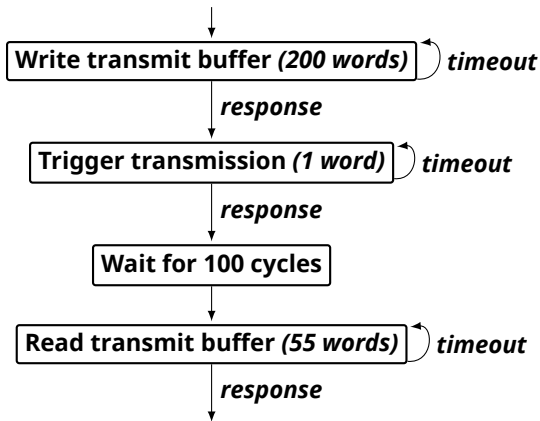 Write transmit buffer (200 words)
timeout
response
Trigger transmission (1 word)
timeout
response
Wait for 100 cycles
Read transmit buffer (55 words)
timeout
response